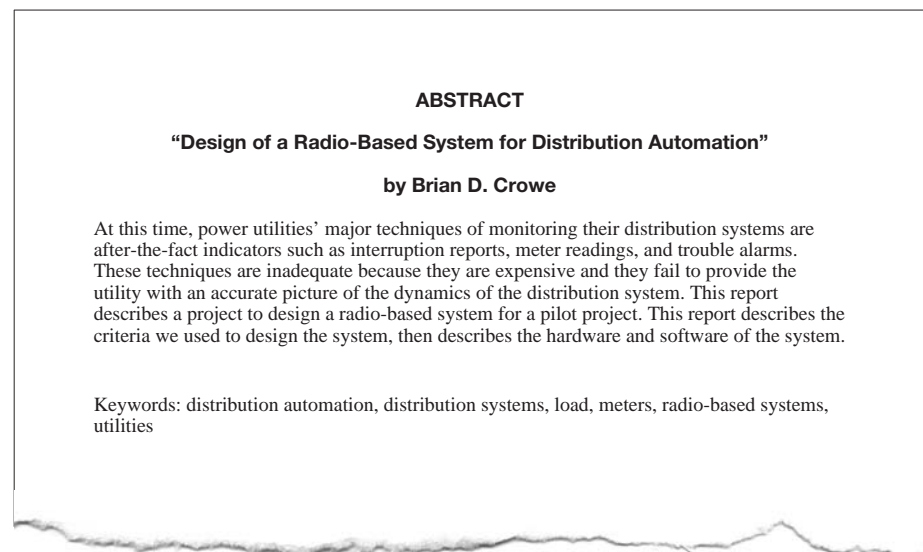 ABSTRACT
“Design of a Radio-Based System for Distribution Automation”
by Brian D. Crowe
At this time, power utilities’ major techniques of monitoring their distribution systems are
after-the-fact indicators such as interruption reports, meter readings, and trouble alarms.
These techniques are inadequate because they are expensive and they fail to provide the
utility with an accurate picture of the dynamics of the distribution system. This report
describes a project to design a radio-based system for a pilot project. This report describes the
criteria we used to design the system, then describes the hardware and software of the system.
Keywords: distribution automation, distribution systems, load, meters, radio-based systems,
utilities